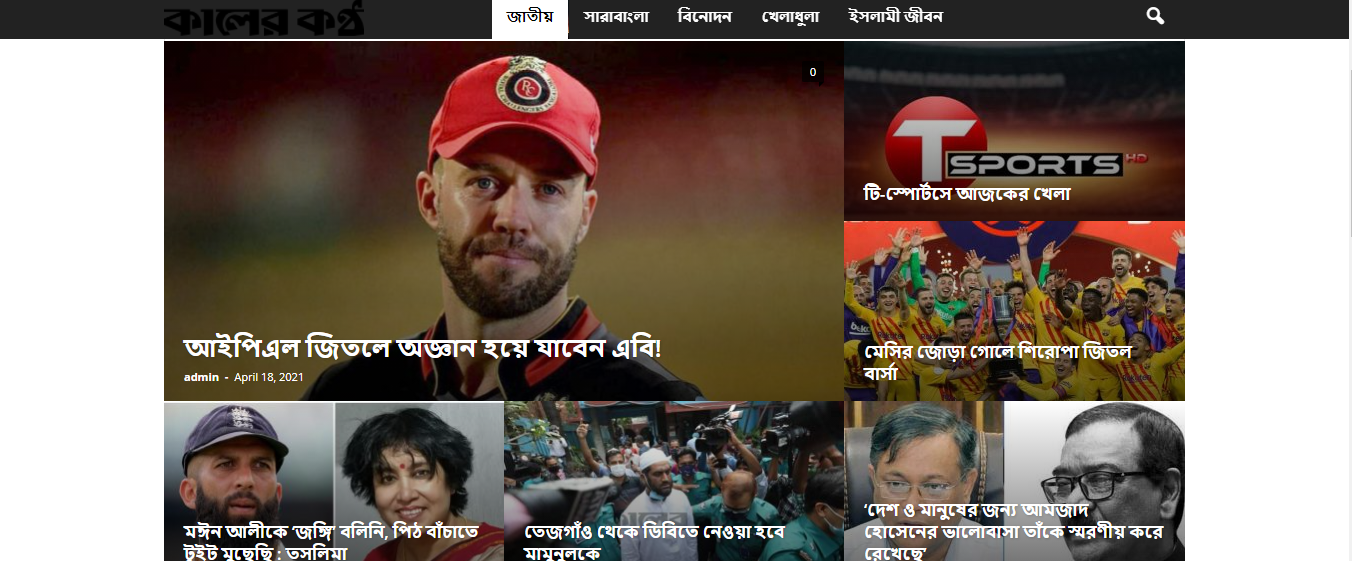 কালের কণ্ঠ
জাতীয় সারাবাংলা বিনোদন খেলাধুলা ইসলামী জীবন
0
T SPORTS HD
টি-স্পোর্টসে আজকের খেলা
আইপিএল জিতলে অজ্ঞান হয়ে যাবেন এবি!
admin - April 18, 2021
মেসির জোড়া গোলে শিরোপা জিতল
বার্সা
মঈন আলীকে ‘জঙ্গি’ বলিনি, পিঠ বাঁচাতে
টুইট মুছেছি : তসলিমা
তেজগাঁও থেকে ডিবিতে নেওয়া হবে
মামুনুলকে
‘দেশ ও মানুষের জন্য আমজাদ
হোসেনের ভালোবাসা তাঁকে স্মরণীয় করে
রেখেছে’